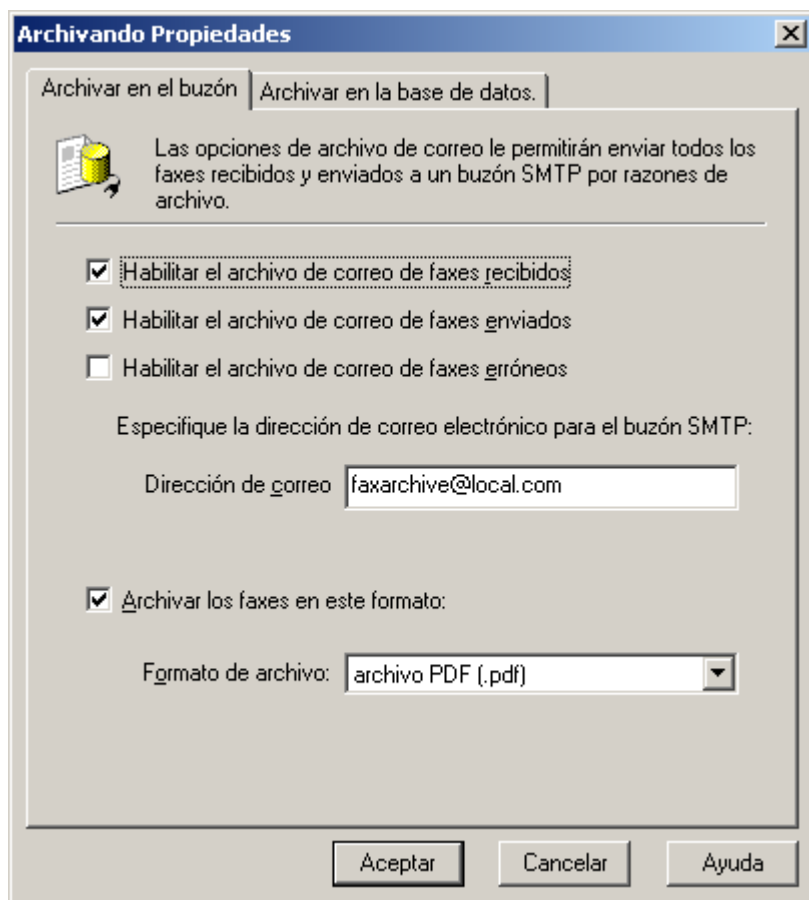 Archivando Propiedades
Archivar en el buzón
Archivar en la base de datos.
Las opciones de archivo de correo le permitirán enviar todos los
faxes recibidos y enviados a un buzón SMTP por razones de
archivo.
Habilitar el archivo de correo de faxes recibidos
Habilitar el archivo de correo de faxes enviados
Habilitar el archivo de correo de faxes erróneos
Especifique la dirección de correo electrónico para el buzón SMTP:
Dirección de correo faxarchive@local.com
Archivar los faxes en este formato:
Formato de archivo: archivo PDF (.pdf)
Aceptar Cancelar Ayuda